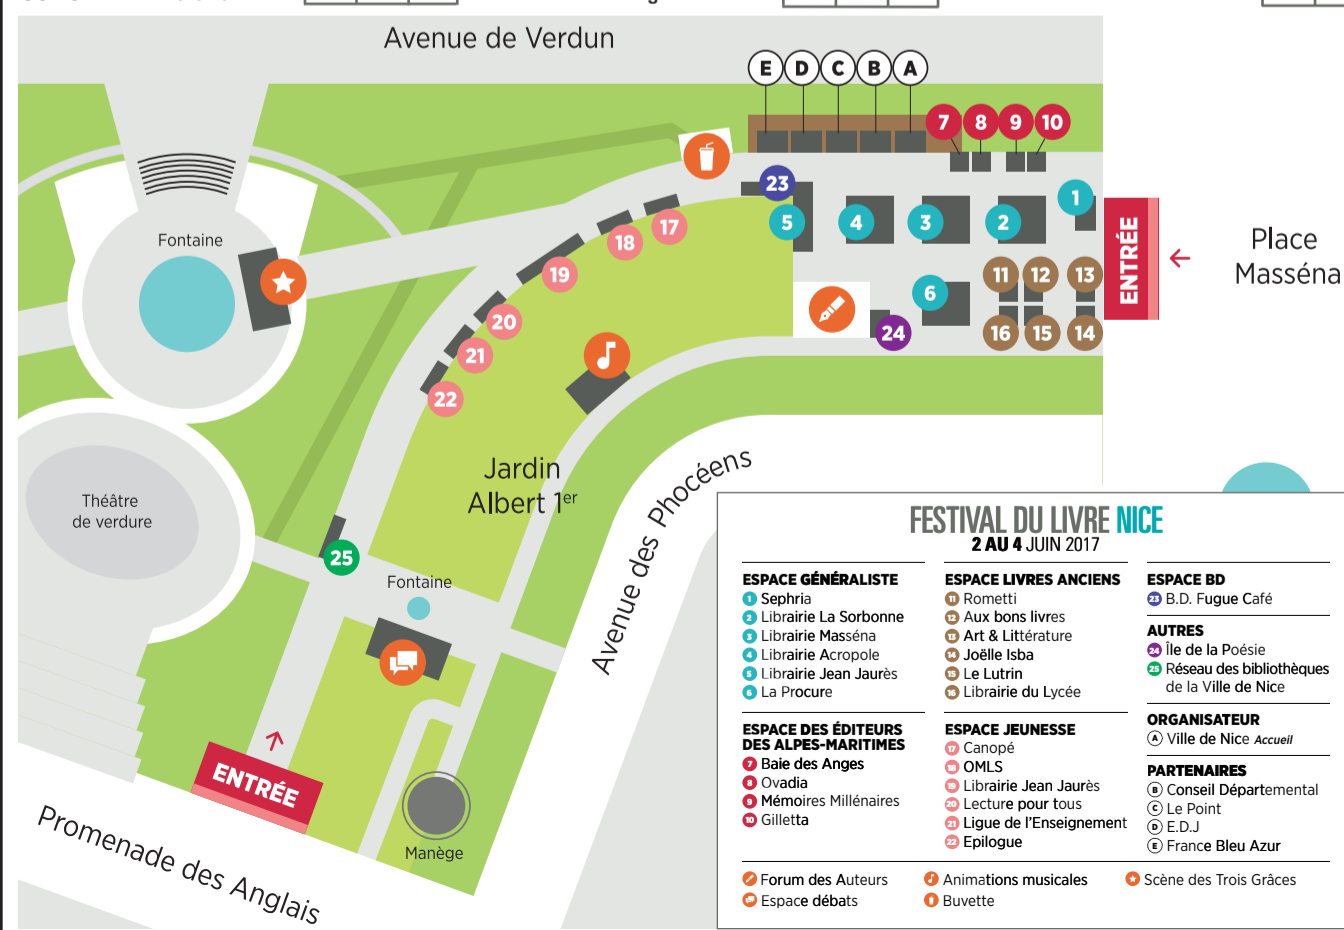 Avenue de Verdun
E D C B A
7 8 9 10
23
1
5 4 3 2
ENTRÉE
Place
Masséna
Fontaine
17
18
19
20
21
22
6
11 12 13
24
16 15 14
Jardin
Albert 1er
Théâtre
de verdure
25
Fontaine
Avenue des Phocéens
ENTRÉE
Manège
Promenade des Anglais
FESTIVAL DU LIVRE NICE
2 AU 4 JUIN 2017
ESPACE GÉNÉRALISTE
1 Sephria
2 Librairie La Sorbonne
3 Librairie Masséna
4 Librairie Acropole
5 Librairie Jean Jaurès
6 La Procure
ESPACE DES ÉDITEURS
DES ALPES-MARITIMES
7 Baie des Anges
8 Ovadia
9 Mémoires Millénaires
10 Gilletta
ESPACE LIVRES ANCIENS
11 Rometti
12 Aux bons livres
13 Art & Littérature
14 Joëlle Isba
15 Le Lutrin
16 Librairie du Lycée
ESPACE JEUNESSE
17 Canopé
18 OMLS
19 Librairie Jean Jaurès
20 Lecture pour tous
21 Ligue de l'Enseignement
22 Epilogue
ESPACE BD
23 B.D. Fugue Café
AUTRES
24 Île de la Poésie
25 Réseau des bibliothèques
de la Ville de Nice
ORGANISATEUR
A Ville de Nice Accueil
PARTENAIRES
B Conseil Départemental
C Le Point
D E.D.J
E France Bleu Azur
Forum des Auteurs
Espace débats
Animations musicales
Buvette
Scène des Trois Grâces